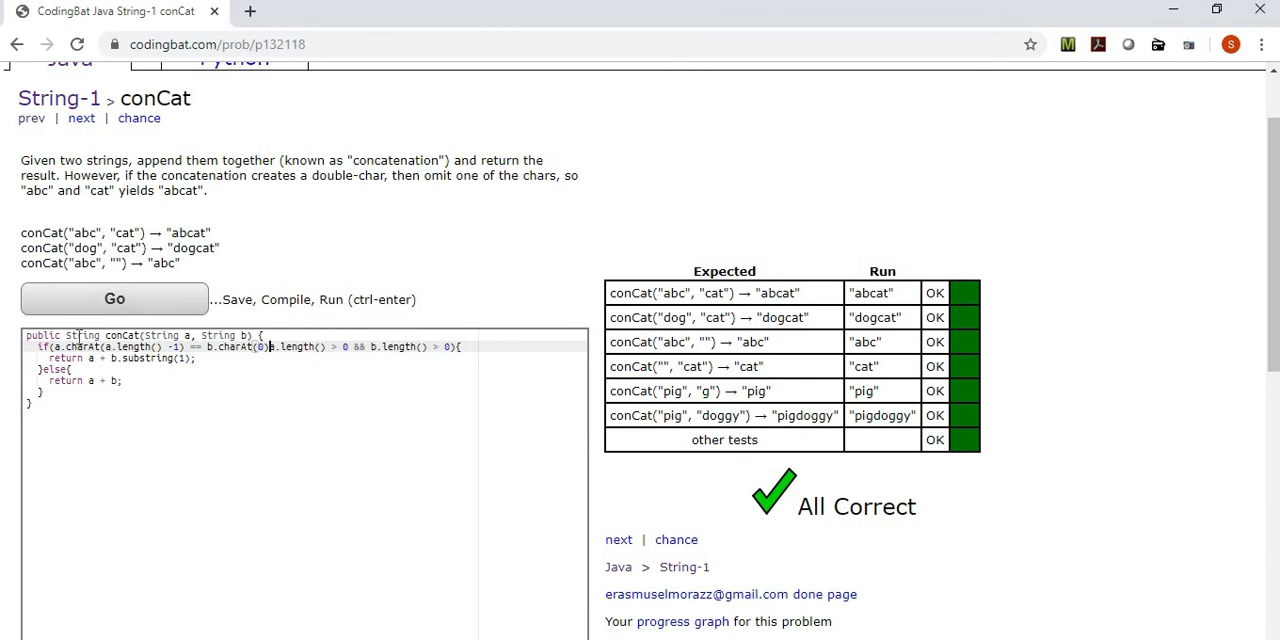 CodingBat Java String-1 conCat
codingbat.com/prob/p132118
S
Java
Python
String-1 > conCat
prev | next | chance
Given two strings, append them together (known as "concatenation") and return the
result. However, if the concatenation creates a double-char, then omit one of the chars, so
"abc" and "cat" yields "abcat".
conCat("abc", "cat") → "abcat"
conCat("dog", "cat") → "dogcat"
conCat("abc", "") → "abc"
Go
...Save, Compile, Run (ctrl-enter)
public String conCat(String a, String b) {
if(a.charAt(a.length() -1) == b.charAt(0)a.length() > 0 && b.length() > 0){
return a + b.substring(1);
}else{
return a + b;
}
}
Expected Run
conCat("abc", "cat") → "abcat" "abcat" OK
conCat("dog", "cat") → "dogcat" "dogcat" OK
conCat("abc", "") → "abc" "abc" OK
conCat("", "cat") → "cat" "cat" OK
conCat("pig", "g") → "pig" "pig" OK
conCat("pig", "doggy") → "pigdoggy" "pigdoggy" OK
other tests OK
All Correct
next | chance
Java > String-1
erasmuselmorazz@gmail.com done page
Your progress graph for this problem